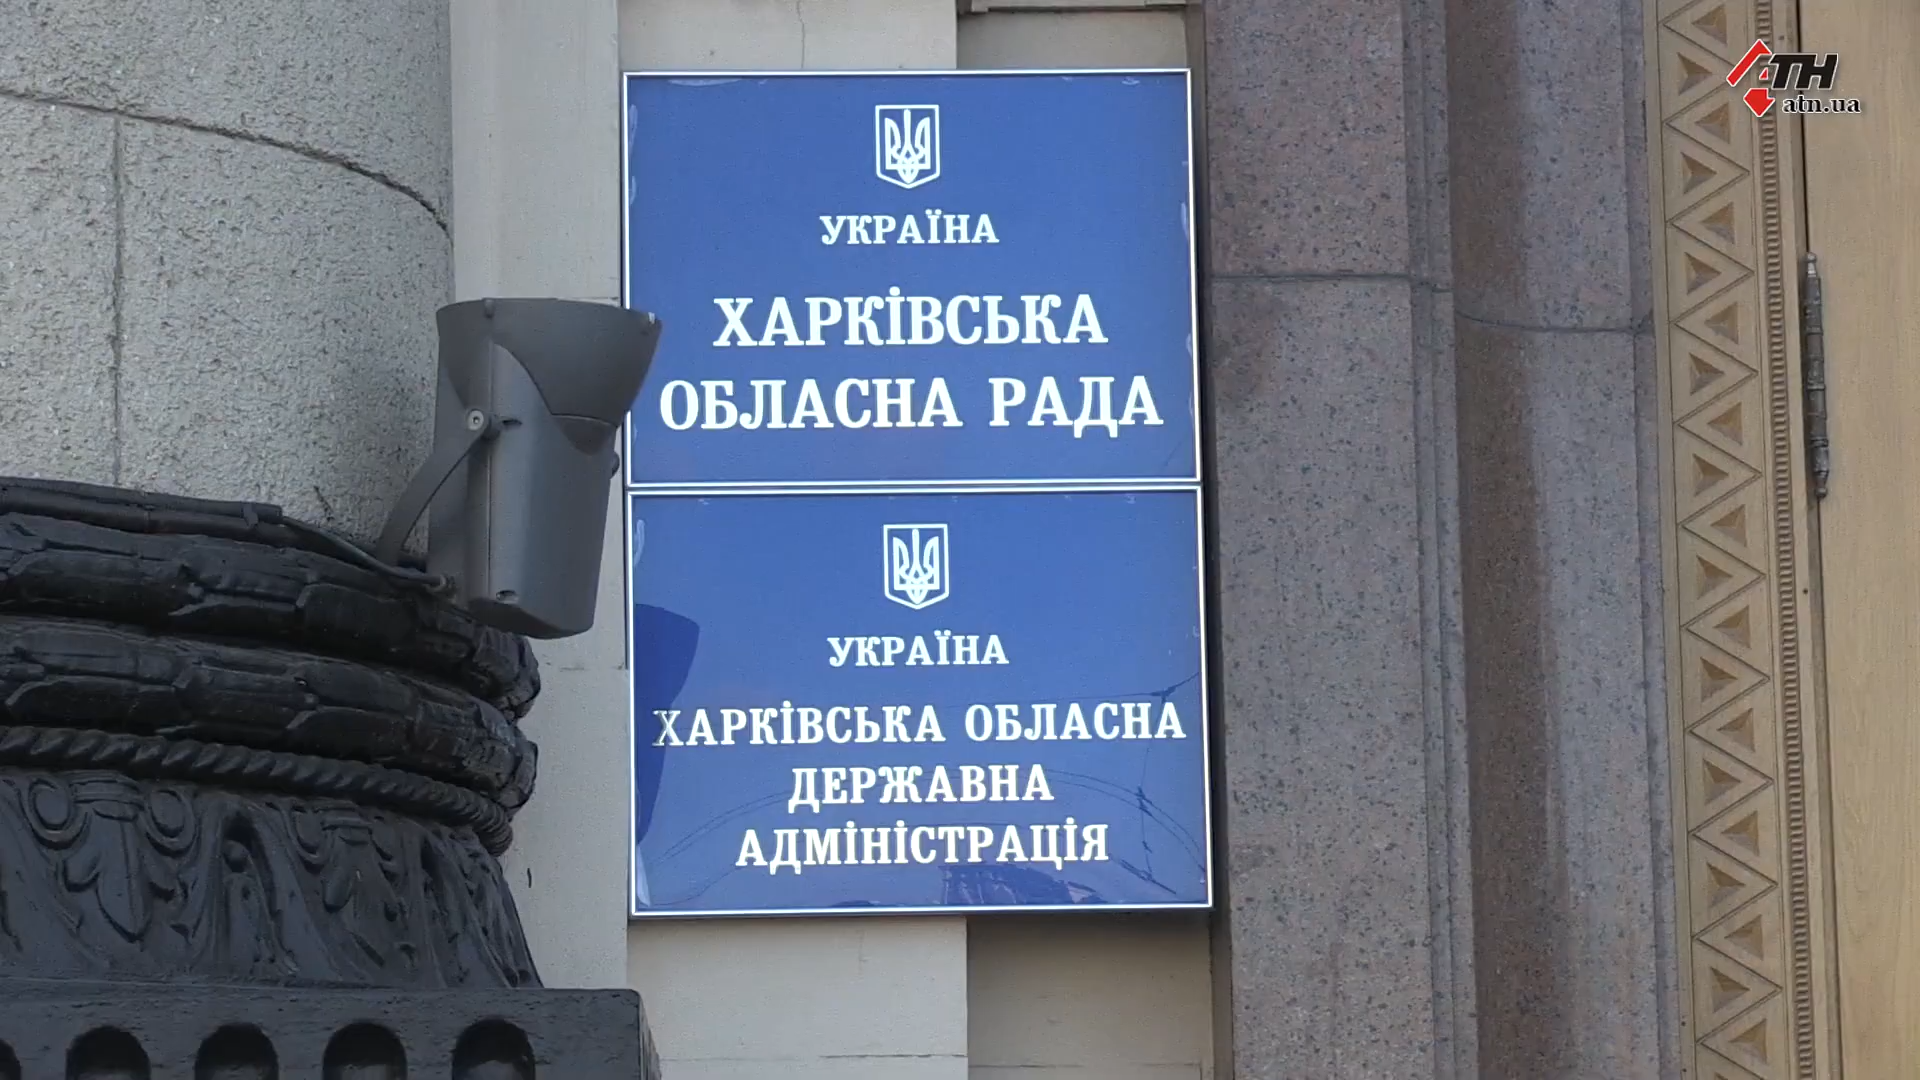 АТН
atn.ua
УКРАЇНА
ХАРКІВСЬКА
ОБЛАСНА РАДА
УКРАЇНА
ХАРКІВСЬКА ОБЛАСНА
ДЕРЖАВНА
АДМІНІСТРАЦІЯ